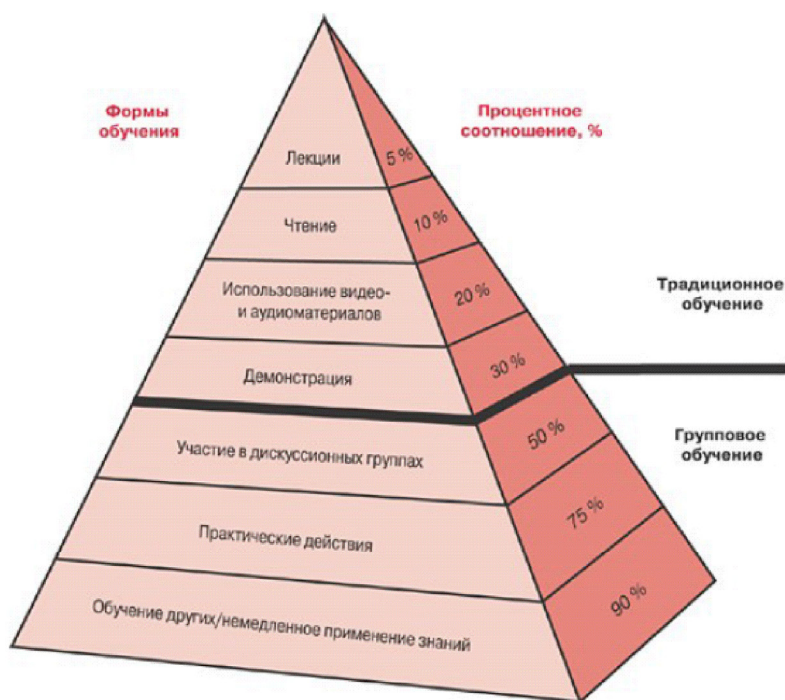 Формы
обучения
Процентное
соотношение, %
Лекции
5 %
Чтение
10 %
Использование видео-
и аудиоматериалов
20 %
Традиционное
обучение
Демонстрация
30 %
Групповое
обучение
Участие в дискуссионных группах
50 %
Практические действия
75 %
Обучение других/немедленное применение знаний
90 %